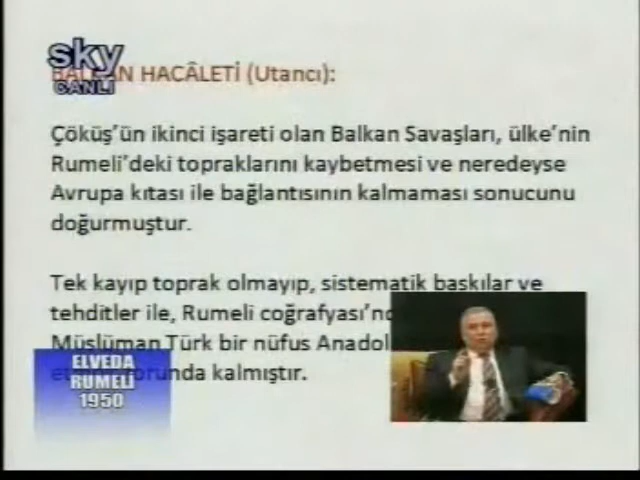 sky
CANLI
BALKAN HACÂLETİ (Utancı):
Çöküş'ün ikinci işareti olan Balkan Savaşları, ülke'nin
Rumeli'deki topraklarını kaybetmesi ve neredeyse
Avrupa kıtası ile bağlantısının kalmaması sonucunu
doğurmuştur.
Tek kayıp toprak olmayıp, sistematik baskılar ve
tehditler ile, Rumeli coğrafyası'nd
Müslüman Türk bir nüfus Anadol
kalmıştır.
ELVEDA
RUMELİ
1950